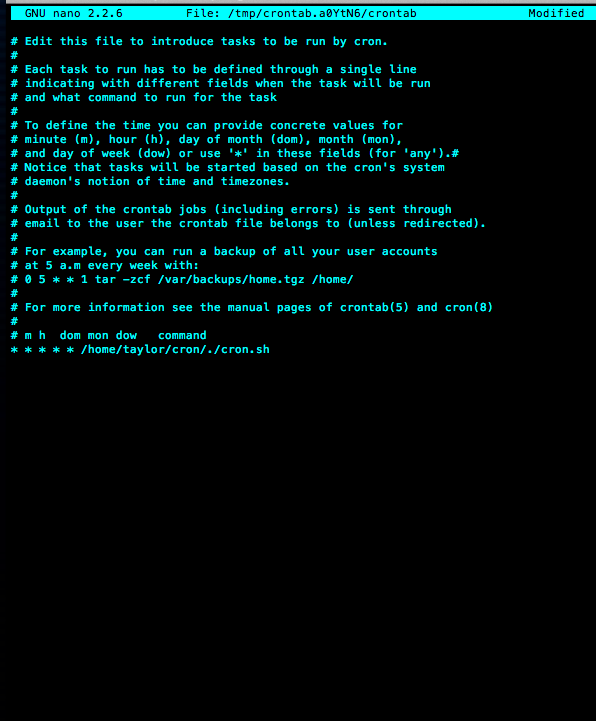 GNU nano 2.2.6 File: /tmp/crontab.a0YtN6/crontab Modified
# Edit this file to introduce tasks to be run by cron.
#
# Each task to run has to be defined through a single line
# indicating with different fields when the task will be run
# and what command to run for the task
#
# To define the time you can provide concrete values for
# minute (m), hour (h), day of month (dom), month (mon),
# and day of week (dow) or use '*' in these fields (for 'any').#
# Notice that tasks will be started based on the cron's system
# daemon's notion of time and timezones.
#
# Output of the crontab jobs (including errors) is sent through
# email to the user the crontab file belongs to (unless redirected).
#
# For example, you can run a backup of all your user accounts
# at 5 a.m every week with:
# 0 5 * * 1 tar -zcf /var/backups/home.tgz /home/
#
# For more information see the manual pages of crontab(5) and cron(8)
#
# m h  dom mon dow   command
* * * * * /home/taylor/cron/./cron.sh